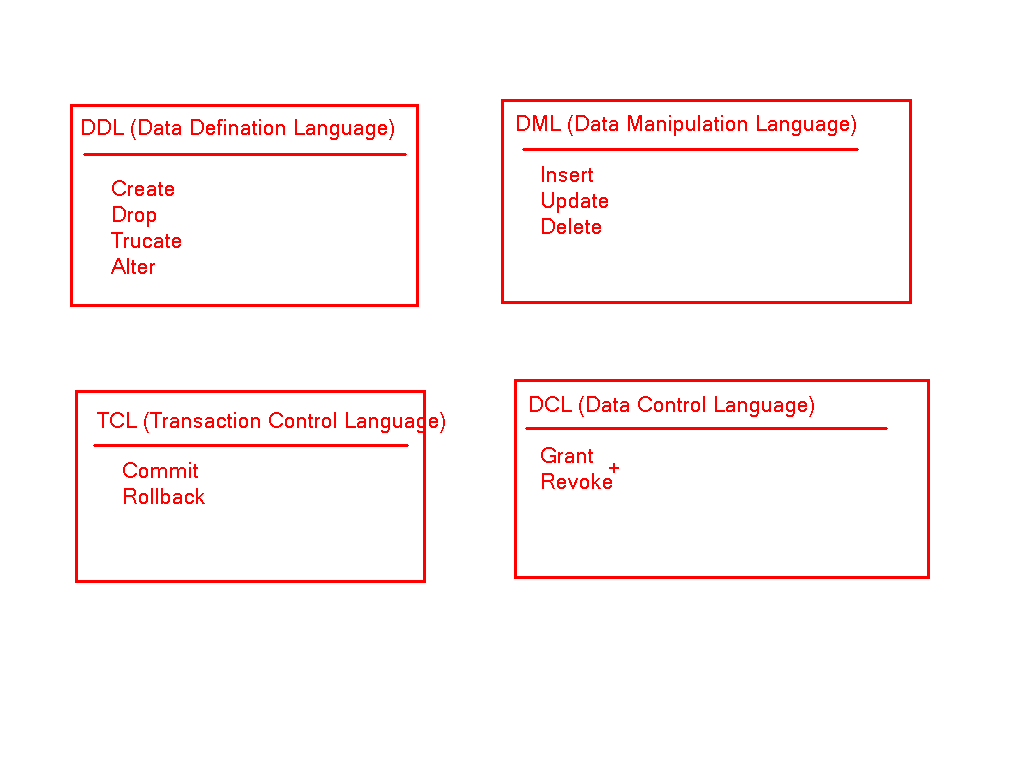 DDL (Data Defination Language)
Create
Drop
Trucate
Alter
DML (Data Manipulation Language)
Insert
Update
Delete
TCL (Transaction Control Language)
Commit
Rollback
DCL (Data Control Language)
Grant
Revoke